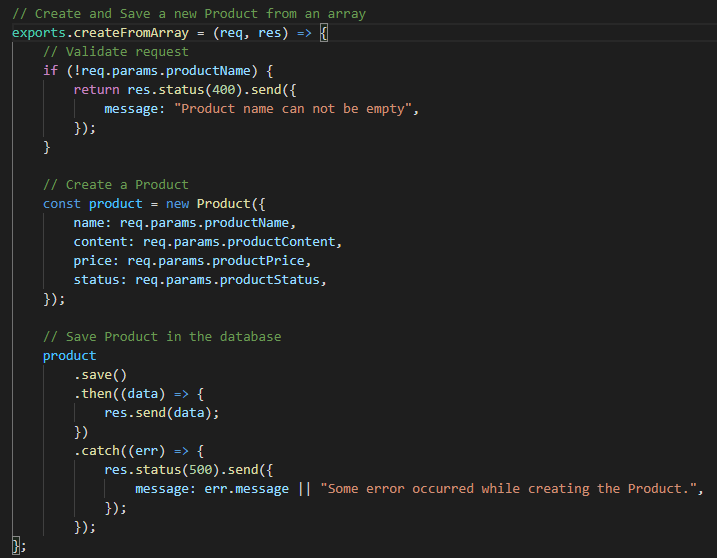 // Create and Save a new Product from an array
exports.createFromArray = (req, res) => {
    // Validate request
    if (!req.params.productName) {
        return res.status(400).send({
            message: "Product name can not be empty",
        });
    }

    // Create a Product
    const product = new Product({
        name: req.params.productName,
        content: req.params.productContent,
        price: req.params.productPrice,
        status: req.params.productStatus,
    });

    // Save Product in the database
    product
        .save()
        .then((data) => {
            res.send(data);
        })
        .catch((err) => {
            res.status(500).send({
                message: err.message || "Some error occurred while creating the Product.",
            });
        });
};